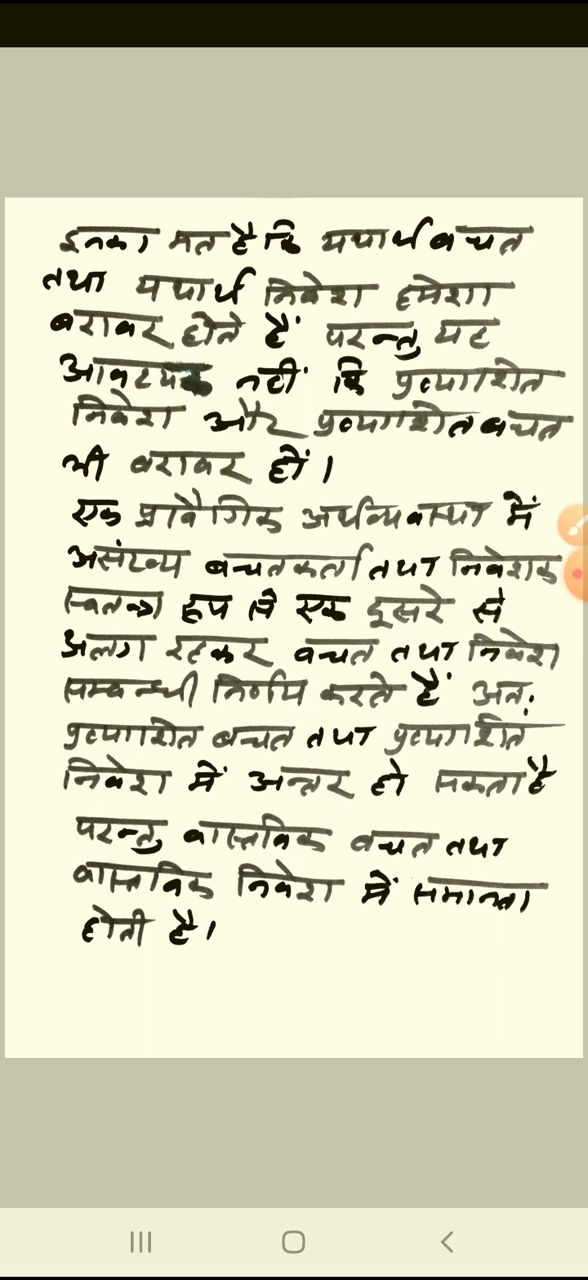 इनका मत है कि यथार्थ बचत
तथा यथार्थ निवेश हमेशा
बराबर होते हैं परन्तु यह
आवश्यक नहीं कि प्रत्याशित
निवेश और प्रत्याशित बचत
भी बराबर हों।
एक प्रावैगिक अर्थव्यवस्था में
असंख्य बचतकर्ता तथा निवेशक
स्वतन्त्र रूप से एक दूसरे से
अलग रहकर बचत तथा निवेश
सम्बन्धी निर्णय करते हैं अतः
प्रत्याशित बचत तथा प्रत्याशित
निवेश में अन्तर हो सकता है
परन्तु वास्तविक बचत तथा
वास्तविक निवेश में समानता
होती है।